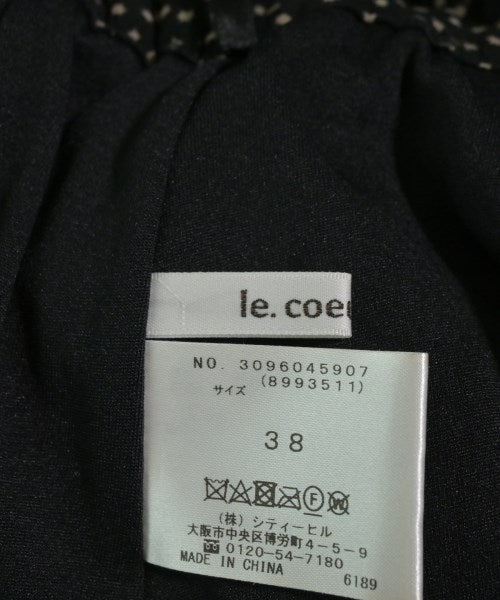 le. coeu
NO. 3096045907
(8993511)
サイズ
38
F W
(株) シティーヒル
大阪市中央区博労町4-5-9
0120-54-7180
MADE IN CHINA
6189